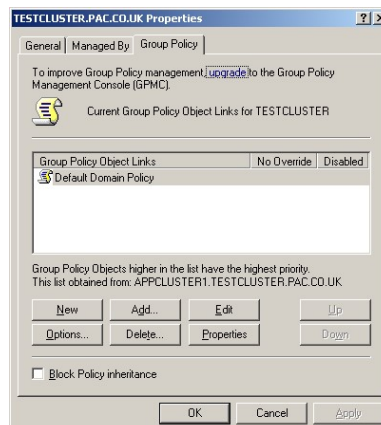 TESTCLUSTER.PAC.CO.UK Properties
General Managed By Group Policy
To improve Group Policy management, upgrade to the Group Policy
Management Console (GPMC).
Current Group Policy Object Links for TESTCLUSTER
Group Policy Object Links No Override Disabled
Default Domain Policy
Group Policy Objects higher in the list have the highest priority.
This list obtained from: APPCLUSTER1.TESTCLUSTER.PAC.CO.UK
New Add... Edit Up
Options... Delete... Properties Down
Block Policy inheritance
OK Cancel Apply